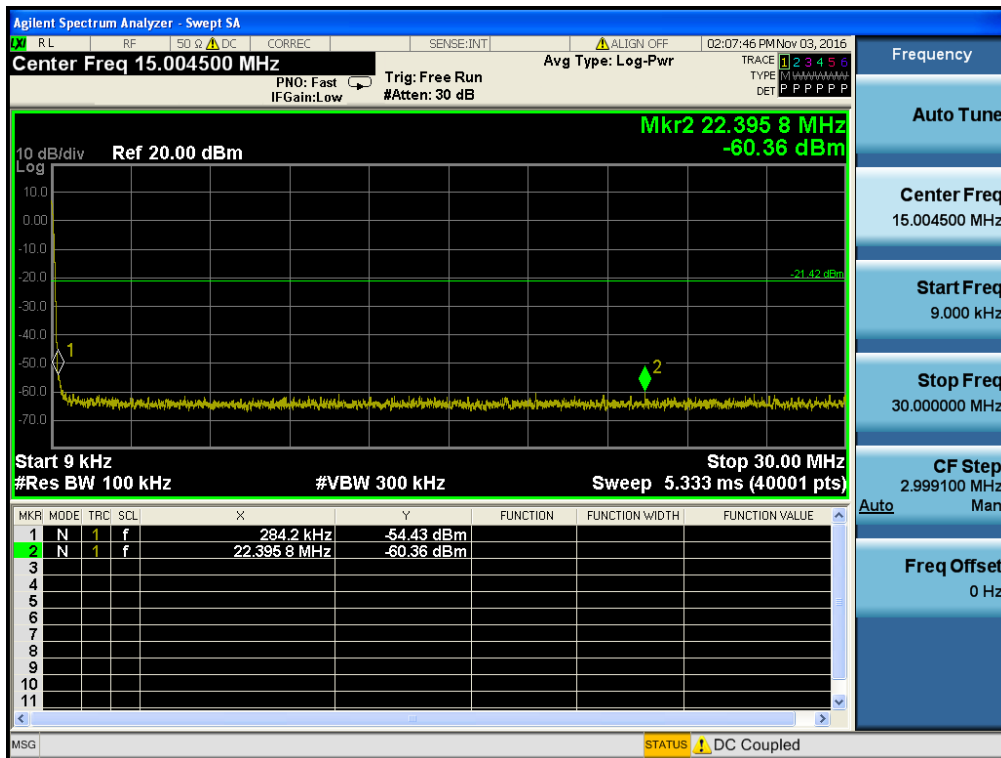 Agilent Spectrum Analyzer - Swept SA
LXI RL RF 50 Ω DC CORREC SENSE:INT ALIGN OFF 02:07:46 PM Nov 03, 2016
Center Freq 15.004500 MHz
PNO: Fast
IFGain:Low
Trig: Free Run
#Atten: 30 dB
Avg Type: Log-Pwr
TRACE 1 2 3 4 5 6
TYPE M W W W W W
DET P P P P P P
Mkr2 22.395 8 MHz
-60.36 dBm
10 dB/div
Log
Ref 20.00 dBm
10.0
0.00
-10.0
-20.0
-21.42 dBm
-30.0
-40.0
1
-50.0
2
-60.0
-70.0
Start 9 kHz Stop 30.00 MHz
#Res BW 100 kHz #VBW 300 kHz Sweep 5.333 ms (40001 pts)
MKR MODE TRC SCL X Y FUNCTION FUNCTION WIDTH FUNCTION VALUE
1 N 1 f 284.2 kHz -54.43 dBm
2 N 1 f 22.395 8 MHz -60.36 dBm
3
4
5
6
7
8
9
10
11
MSG STATUS DC Coupled
Frequency
Auto Tune
Center Freq
15.004500 MHz
Start Freq
9.000 kHz
Stop Freq
30.000000 MHz
CF Step
2.999100 MHz
Auto Man
Freq Offset
0 Hz